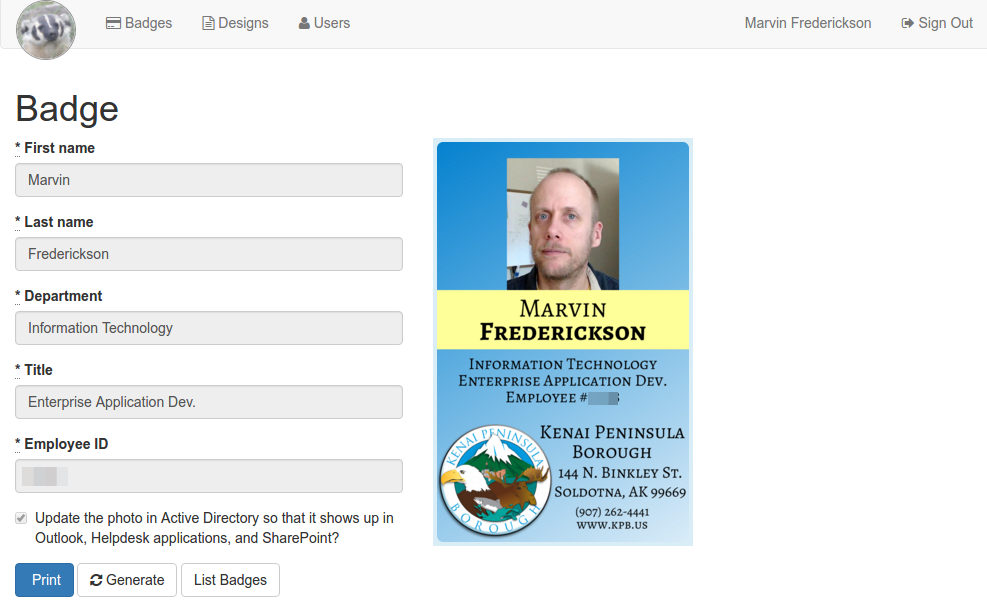 Badges Designs Users Marvin Frederickson Sign Out
Badge
* First name
Marvin
* Last name
Frederickson
* Department
Information Technology
* Title
Enterprise Application Dev.
* Employee ID
Update the photo in Active Directory so that it shows up in
Outlook, Helpdesk applications, and SharePoint?
Print Generate List Badges
Marvin
Frederickson
Information Technology
Enterprise Application Dev.
Employee #
KENAI PENINSULA
BOROUGH
Kenai Peninsula
Borough
144 N. Binkley St.
Soldotna, AK 99669
(907) 262-4441
www.kpb.us